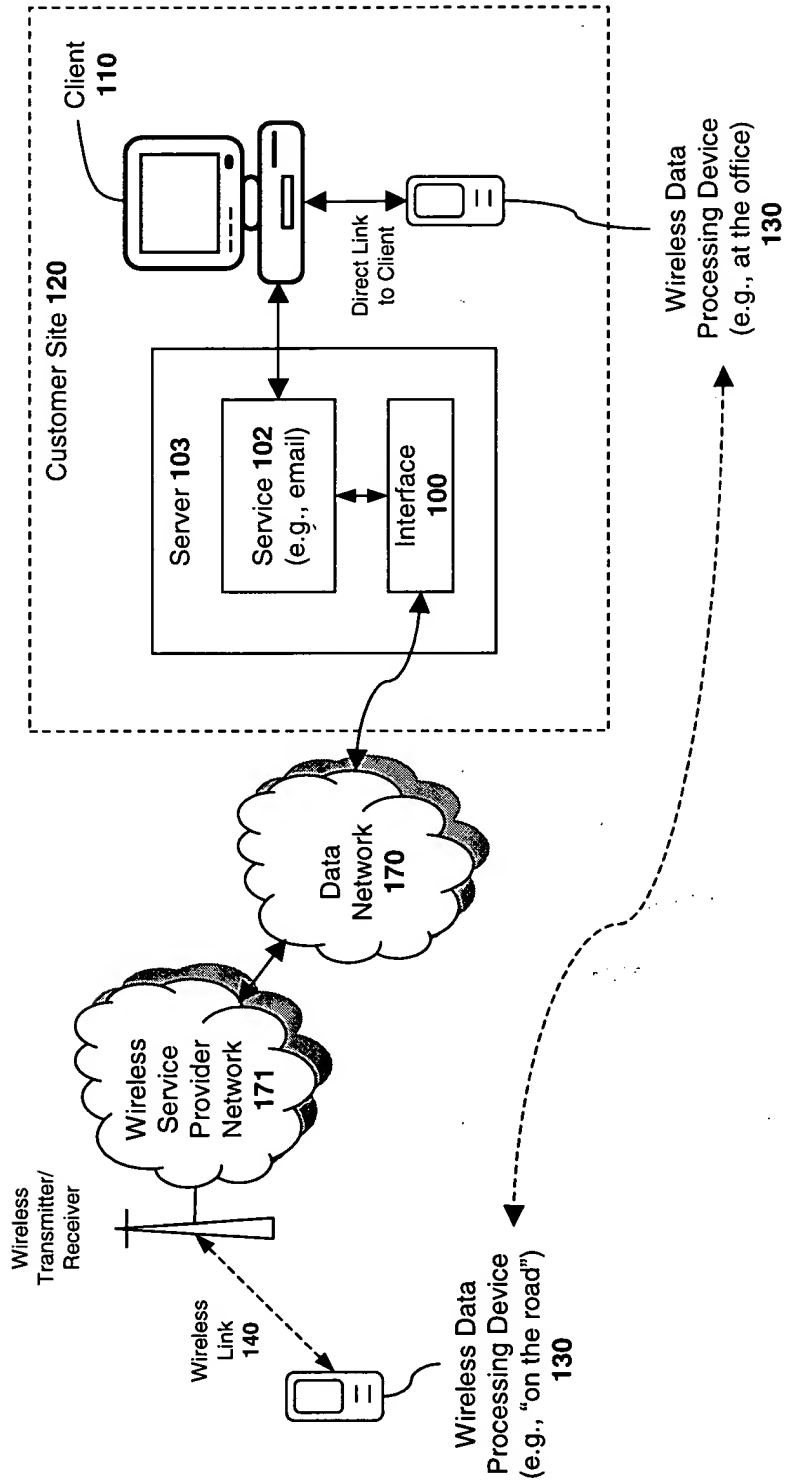 Wireless
Transmitter/
Receiver
Wireless
Link
140
Wireless
Service
Provider
Network
171
Data
Network
170
Customer Site 120
Server 103
Service 102
(e.g., email)
Interface
100
Client
110
Direct Link
to Client
Wireless Data
Processing Device
(e.g., "on the road")
130
Wireless Data
Processing Device
(e.g., at the office)
130